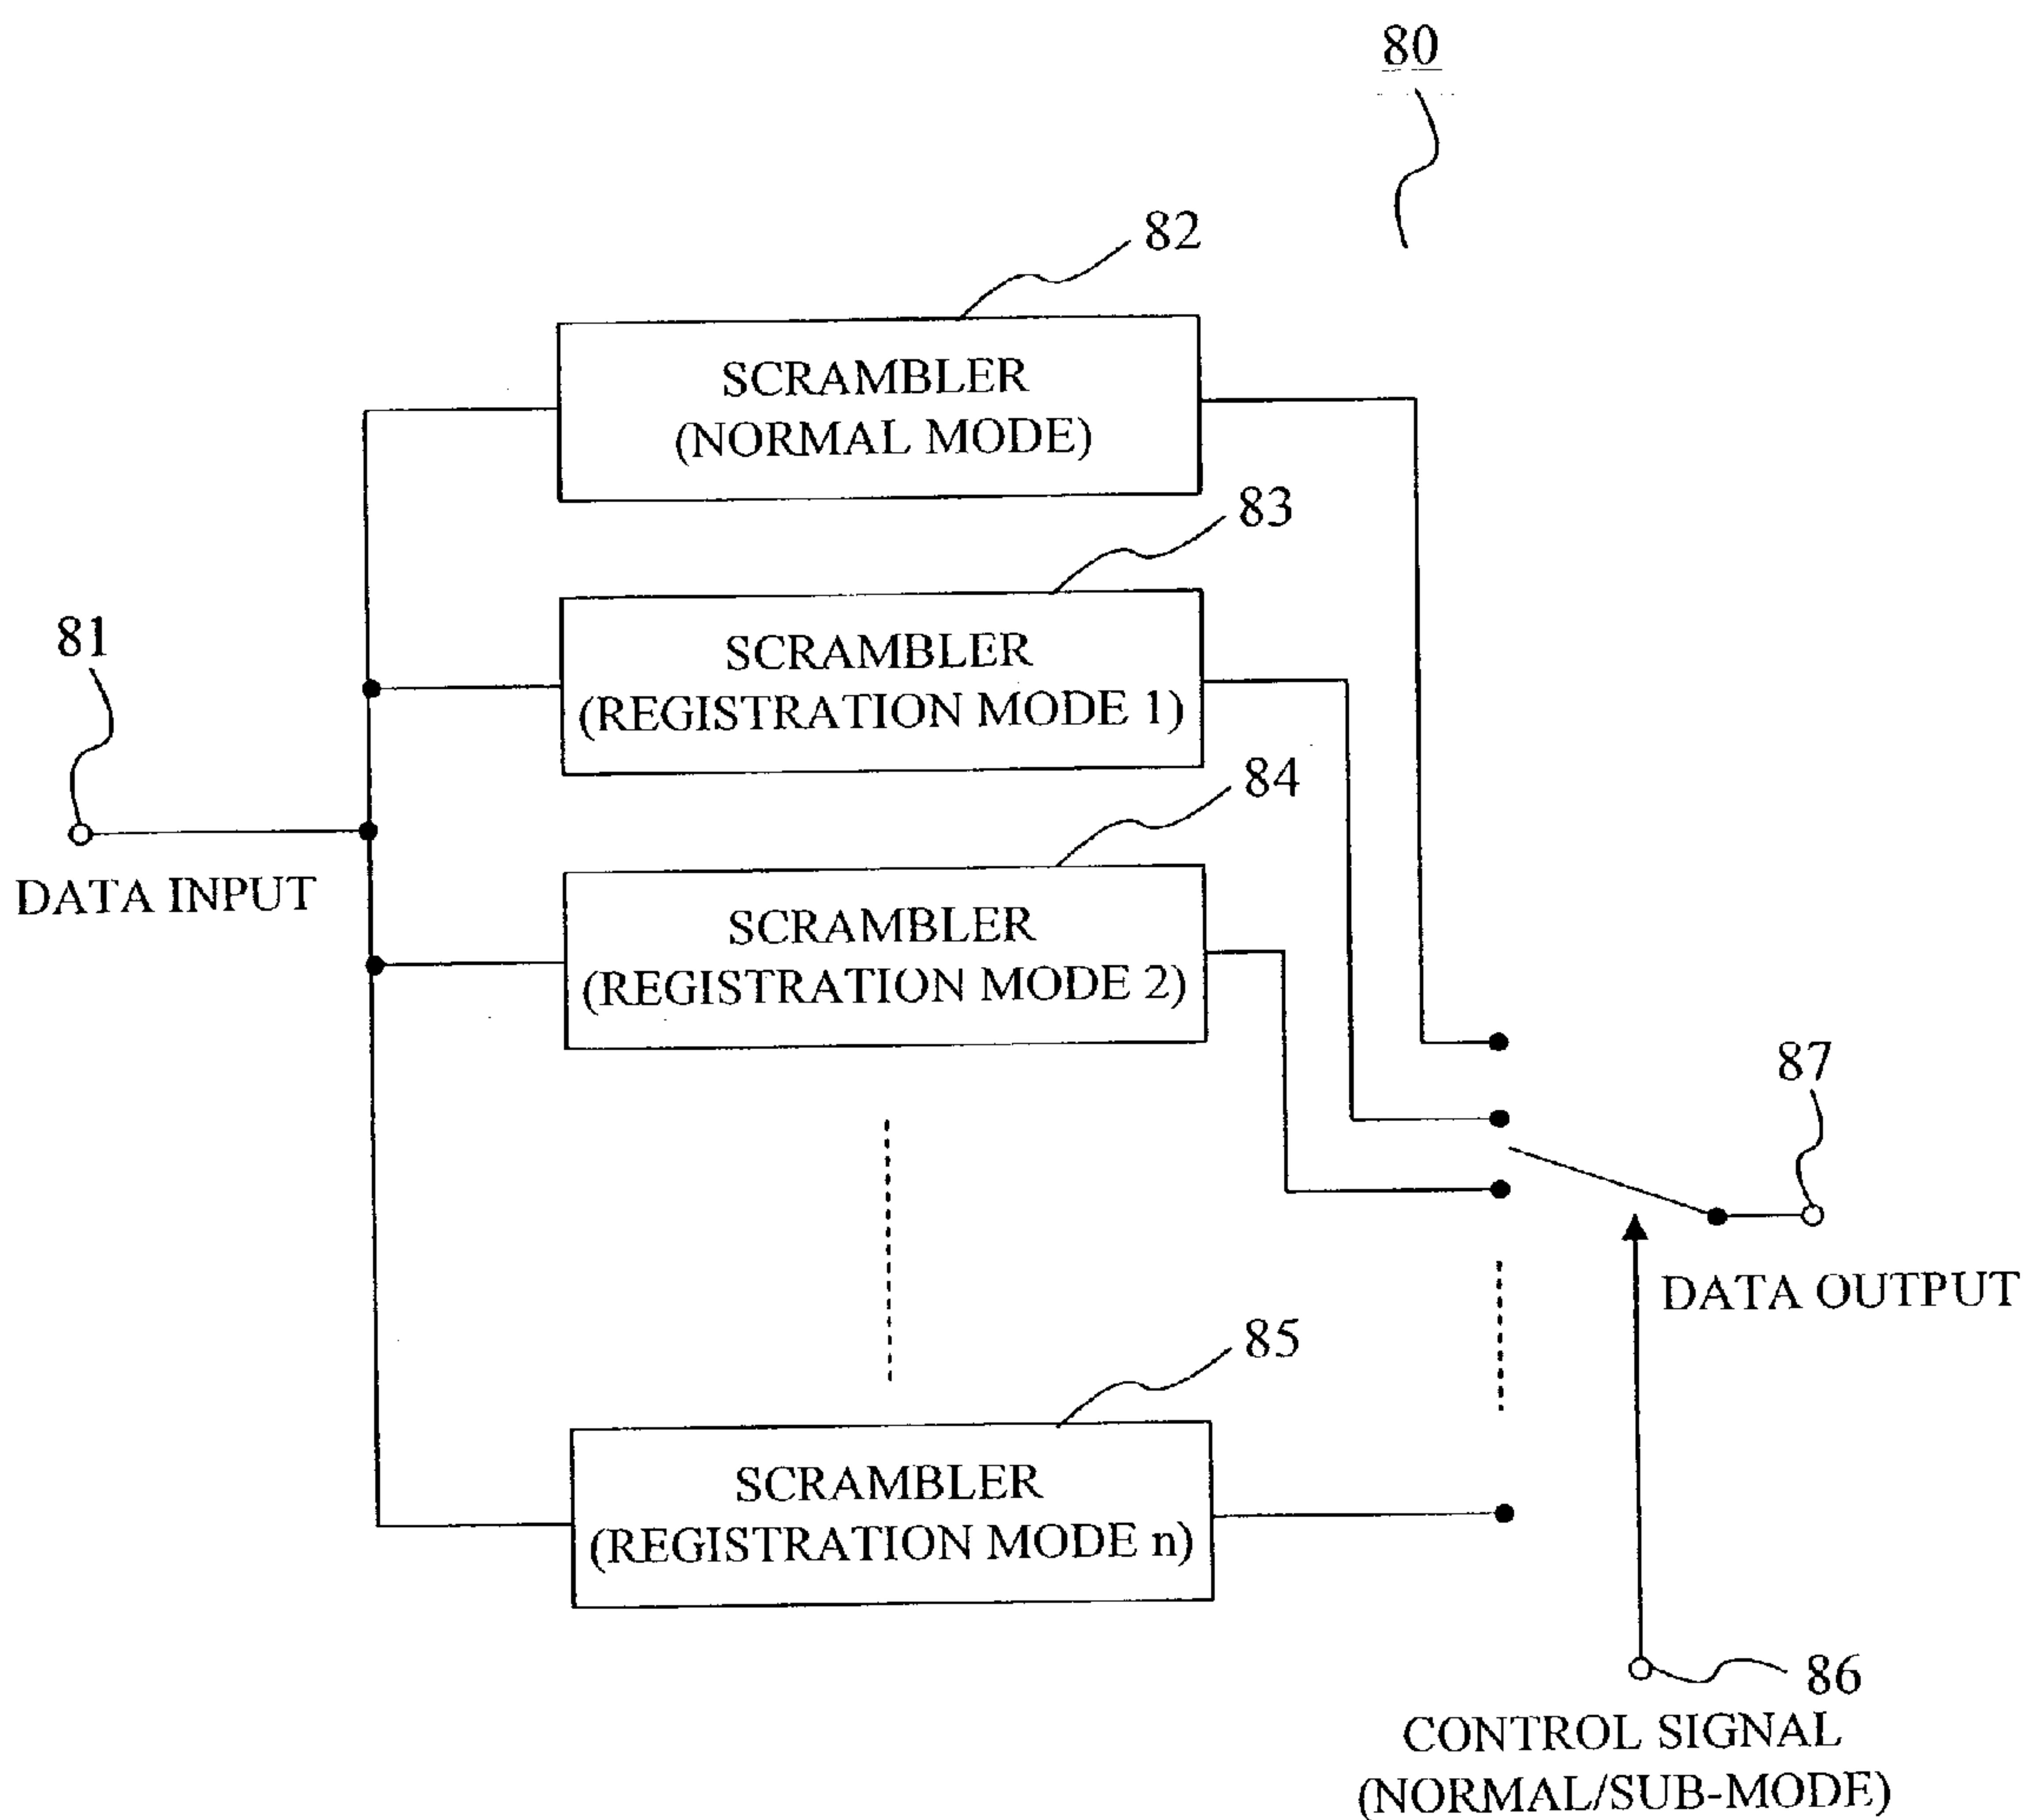 80
82
SCRAMBLER
(NORMAL MODE)
83
SCRAMBLER
(REGISTRATION MODE 1)
81
DATA INPUT
84
SCRAMBLER
(REGISTRATION MODE 2)
87
DATA OUTPUT
85
SCRAMBLER
(REGISTRATION MODE n)
86
CONTROL SIGNAL
(NORMAL/SUB-MODE)